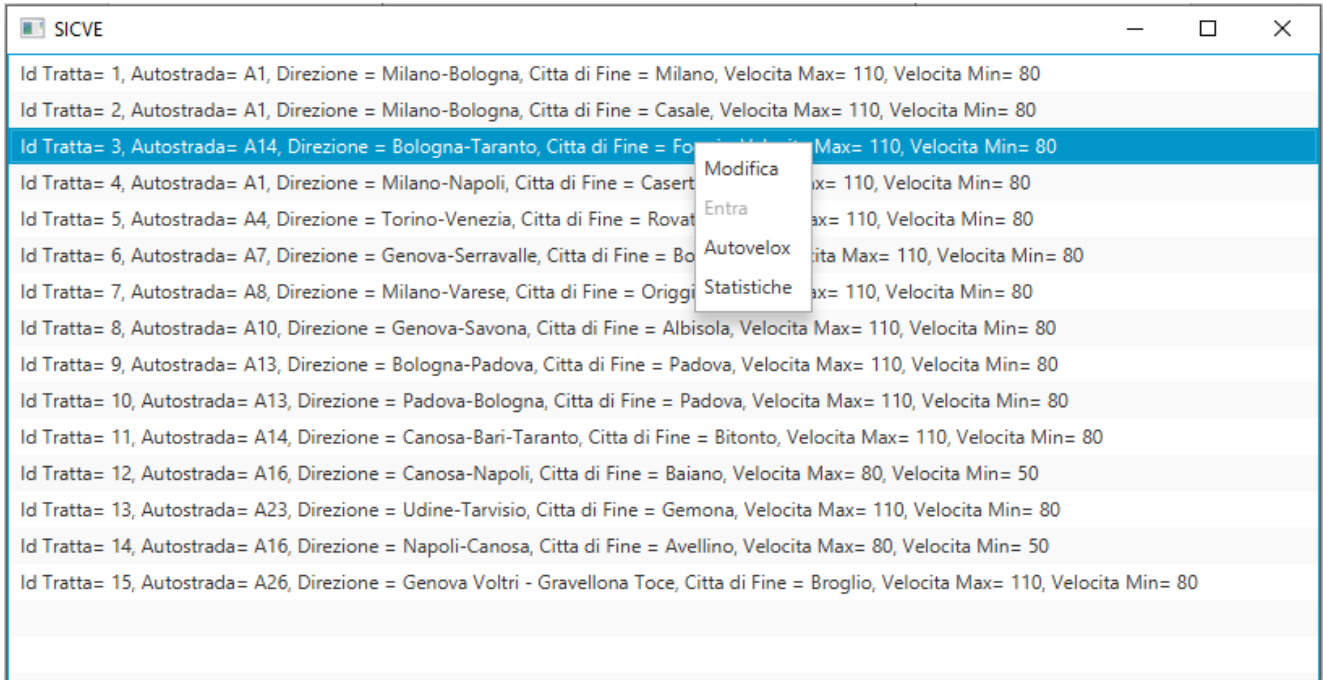 SICVE
Id Tratta= 1, Autostrada= A1, Direzione = Milano-Bologna, Citta di Fine = Milano, Velocita Max= 110, Velocita Min= 80
Id Tratta= 2, Autostrada= A1, Direzione = Milano-Bologna, Citta di Fine = Casale, Velocita Max= 110, Velocita Min= 80
Id Tratta= 3, Autostrada= A14, Direzione = Bologna-Taranto, Citta di Fine = Max= 110, Velocita Min= 80
Modifica
Id Tratta= 4, Autostrada= A1, Direzione = Milano-Napoli, Citta di Fine = Casert x= 110, Velocita Min= 80
Entra
Id Tratta= 5, Autostrada= A4, Direzione = Torino-Venezia, Citta di Fine = Rovat ax= 110, Velocita Min= 80
Autovelox
Id Tratta= 6, Autostrada= A7, Direzione = Genova-Serravalle, Citta di Fine = Bo ita Max= 110, Velocita Min= 80
Statistiche
Id Tratta= 7, Autostrada= A8, Direzione = Milano-Varese, Citta di Fine = Origgi x= 110, Velocita Min= 80
Id Tratta= 8, Autostrada= A10, Direzione = Genova-Savona, Citta di Fine = Albisola, Velocita Max= 110, Velocita Min= 80
Id Tratta= 9, Autostrada= A13, Direzione = Bologna-Padova, Citta di Fine = Padova, Velocita Max= 110, Velocita Min= 80
Id Tratta= 10, Autostrada= A13, Direzione = Padova-Bologna, Citta di Fine = Padova, Velocita Max= 110, Velocita Min= 80
Id Tratta= 11, Autostrada= A14, Direzione = Canosa-Bari-Taranto, Citta di Fine = Bitonto, Velocita Max= 110, Velocita Min= 80
Id Tratta= 12, Autostrada= A16, Direzione = Canosa-Napoli, Citta di Fine = Baiano, Velocita Max= 80, Velocita Min= 50
Id Tratta= 13, Autostrada= A23, Direzione = Udine-Tarvisio, Citta di Fine = Gemona, Velocita Max= 110, Velocita Min= 80
Id Tratta= 14, Autostrada= A16, Direzione = Napoli-Canosa, Citta di Fine = Avellino, Velocita Max= 80, Velocita Min= 50
Id Tratta= 15, Autostrada= A26, Direzione = Genova Voltri - Gravellona Toce, Citta di Fine = Broglio, Velocita Max= 110, Velocita Min= 80